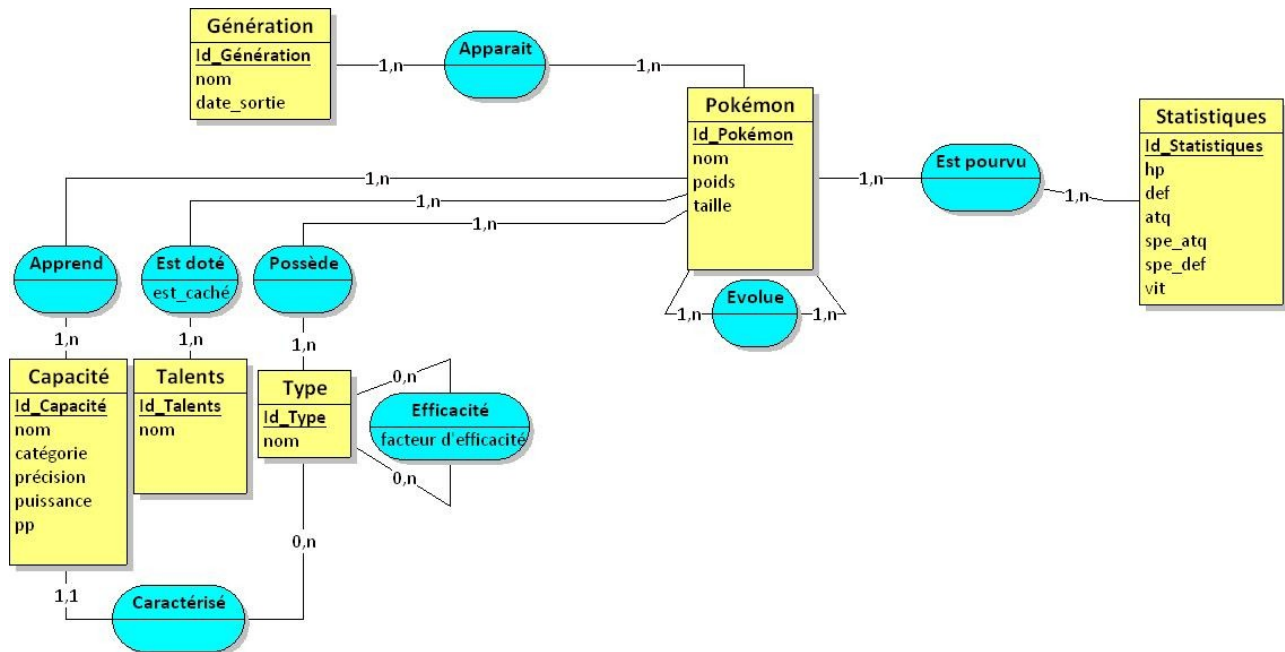 Génération
Id_Génération
nom
date_sortie
1,n
Apparait
1,n
Pokémon
Id_Pokémon
nom
poids
taille
1,n
Est pourvu
1,n
Statistiques
Id_Statistiques
hp
def
atq
spe_atq
spe_def
vit
1,n
1,n
1,n
Apprend
Est doté
est_caché
Possède
1,n
Evolue
1,n
1,n
1,n
1,n
Capacité
Id_Capacité
nom
catégorie
précision
puissance
pp
Talents
Id_Talents
nom
Type
Id_Type
nom
0,n
Efficacité
facteur d'efficacité
0,n
0,n
1,1
Caractérisé